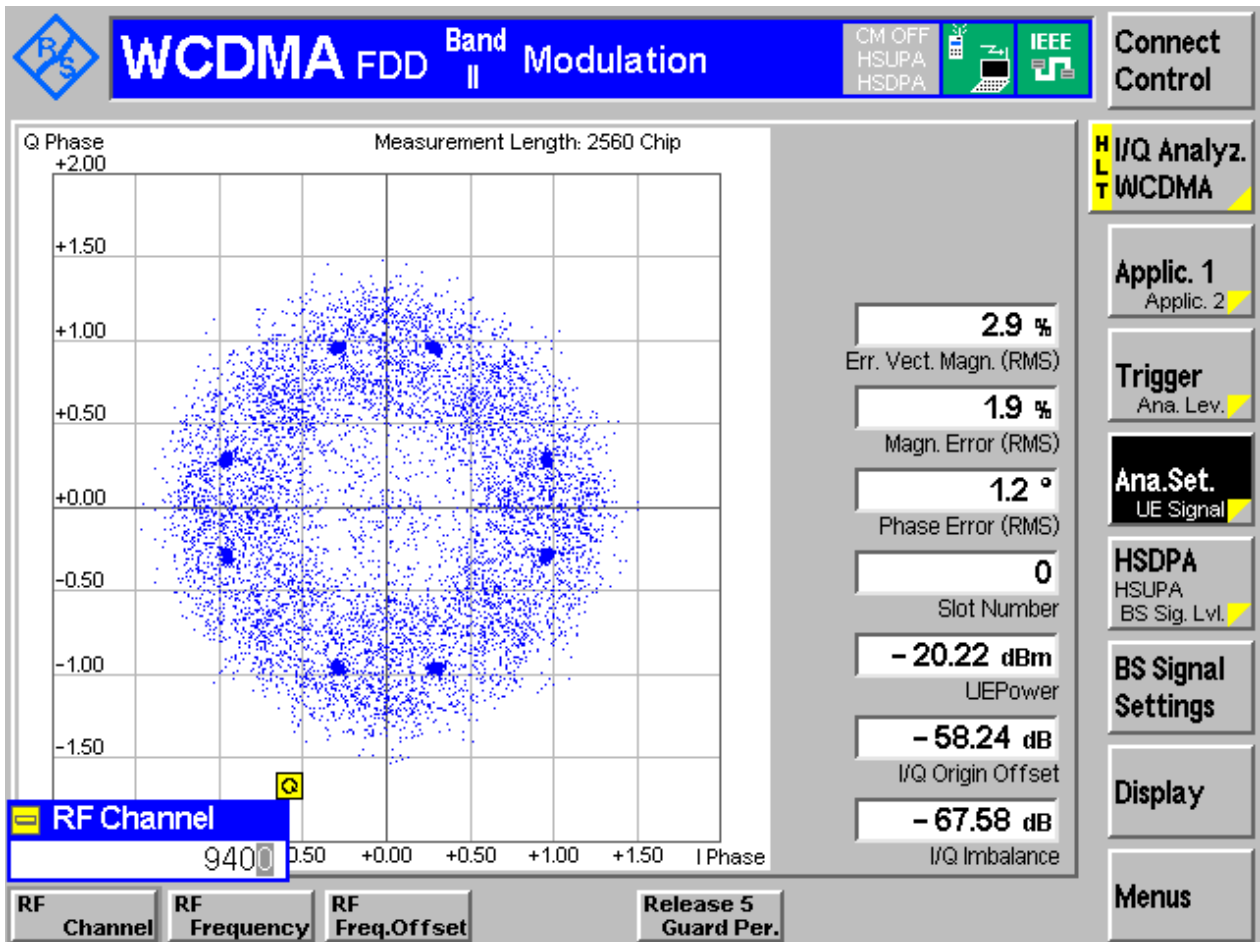 R&S
WCDMA FDD Band II Modulation
CM OFF
HSUPA
HSDPA
IEEE
Connect Control
Q Phase
Measurement Length: 2560 Chip
+2.00
+1.50
+1.00
+0.50
+0.00
-0.50
-1.00
-1.50
Q
RF Channel
9400
0.50 +0.00 +0.50 +1.00 +1.50 I Phase
2.9 %
Err. Vect. Magn. (RMS)
1.9 %
Magn. Error (RMS)
1.2 °
Phase Error (RMS)
0
Slot Number
-20.22 dBm
UEPower
-58.24 dB
I/Q Origin Offset
-67.58 dB
I/Q Imbalance
HLT
I/Q Analyz.
WCDMA
Applic. 1
Applic. 2
Trigger
Ana. Lev.
Ana.Set.
UE Signal
HSDPA
HSUPA
BS Sig. Lvl.
BS Signal
Settings
Display
Menus
RF Channel
RF Frequency
RF Freq.Offset
Release 5 Guard Per.